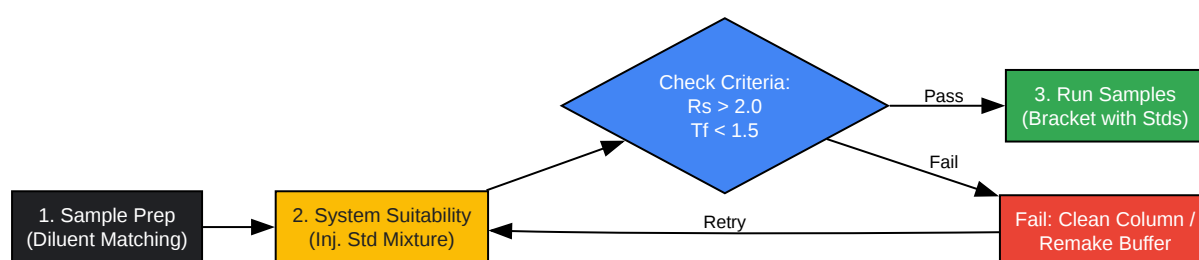 1. Sample Prep
(Diluent Matching)
2. System Suitability
(Inj. Std Mixture)
Check Criteria:
Rs > 2.0
Tf < 1.5
Pass
3. Run Samples
(Bracket with Stds)
Fail
Fail: Clean Column /
Remake Buffer
Retry